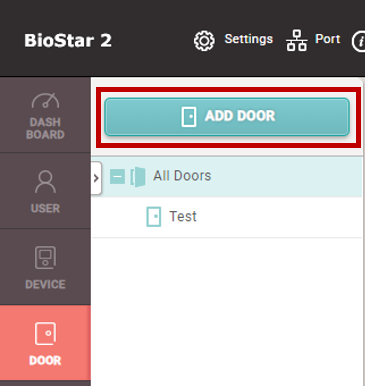 BioStar 2
Settings
Port
ADD DOOR
DASH
BOARD
All Doors
USER
Test
DEVICE
DOOR